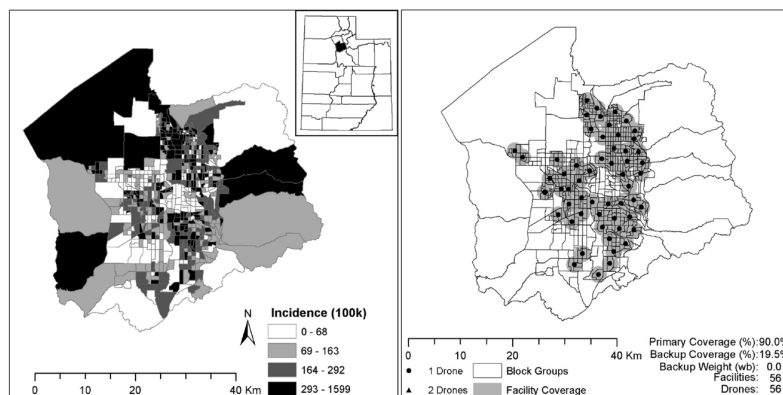 N
Incidence (100k)
0 - 68
69 - 163
164 - 292
293 - 1599
0 10 20 40 Km
Primary Coverage (%):90.0%
Backup Coverage (%):19.5%
Backup Weight (wb): 0.0
Facilities: 56
Drones: 56
0 10 20 40 Km
1 Drone Block Groups
2 Drones Facility Coverage